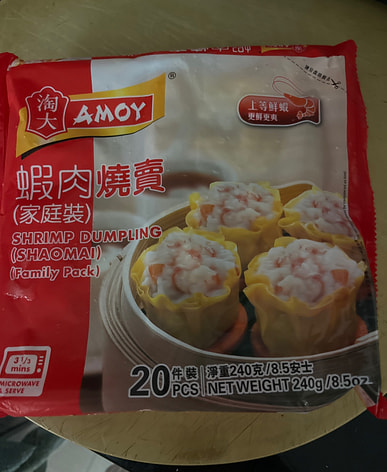 淘大
AMOY®
上等鮮蝦
更鮮更爽
蝦肉燒賣
(家庭裝)
SHRIMP DUMPLING
(SHAOMAI)
(Family Pack)
3 1/2
mins
MICROWAVE
& SERVE
20件裝 淨重240克/8.5安士
PCS NET WEIGHT 240g/8.5oz